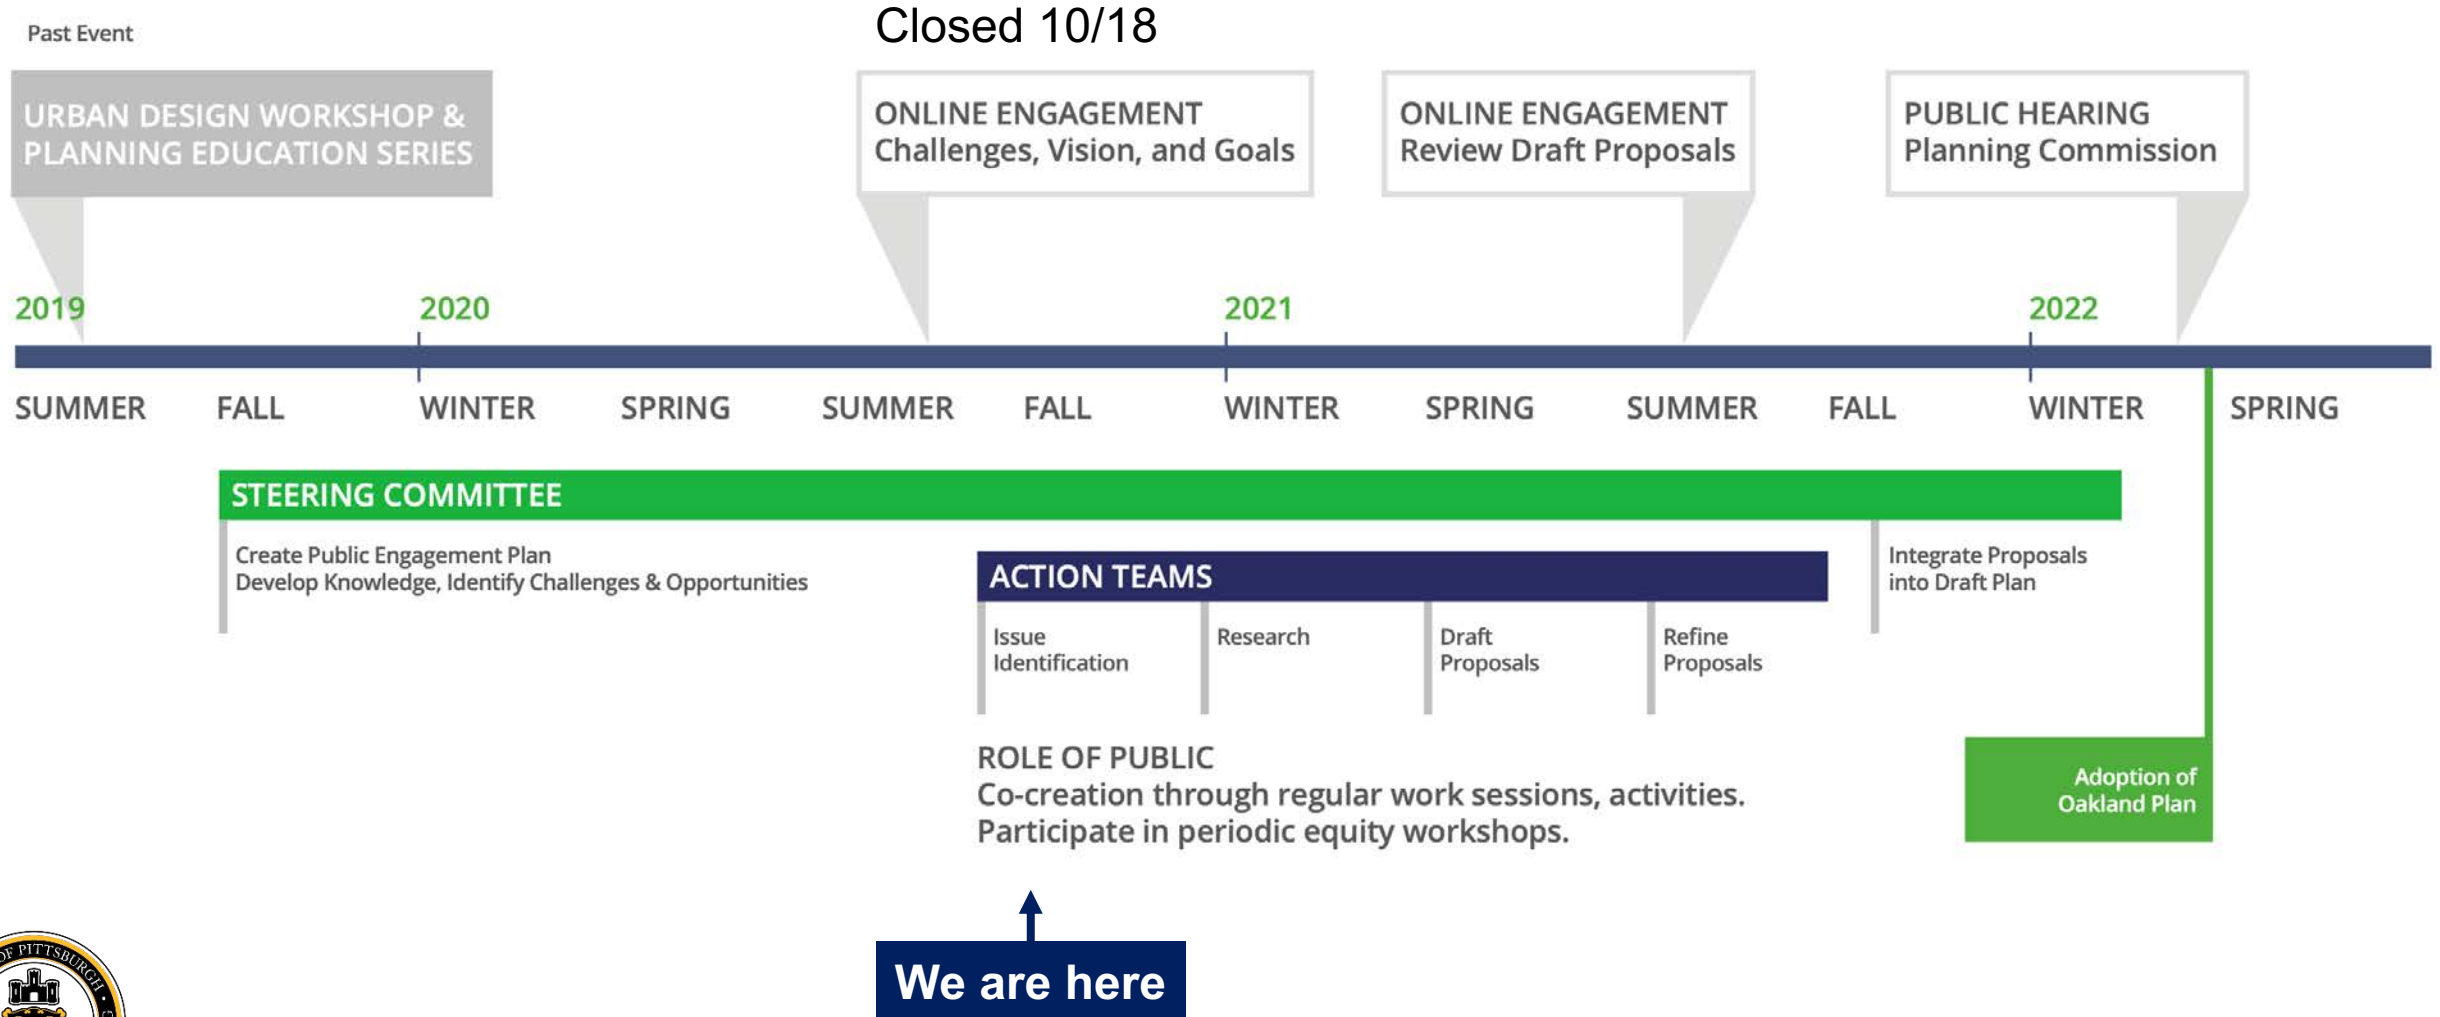 Past Event
Closed 10/18
URBAN DESIGN WORKSHOP &
PLANNING EDUCATION SERIES
ONLINE ENGAGEMENT
Challenges, Vision, and Goals
ONLINE ENGAGEMENT
Review Draft Proposals
PUBLIC HEARING
Planning Commission
2019
2020
2021
2022
SUMMER
FALL
WINTER
SPRING
SUMMER
FALL
WINTER
SPRING
SUMMER
FALL
WINTER
SPRING
STEERING COMMITTEE
Create Public Engagement Plan
Develop Knowledge, Identify Challenges & Opportunities
Integrate Proposals
into Draft Plan
ACTION TEAMS
Issue
Identification
Research
Draft
Proposals
Refine
Proposals
ROLE OF PUBLIC
Co-creation through regular work sessions, activities.
Participate in periodic equity workshops.
Adoption of
Oakland Plan
We are here
OF PITTSBURGH